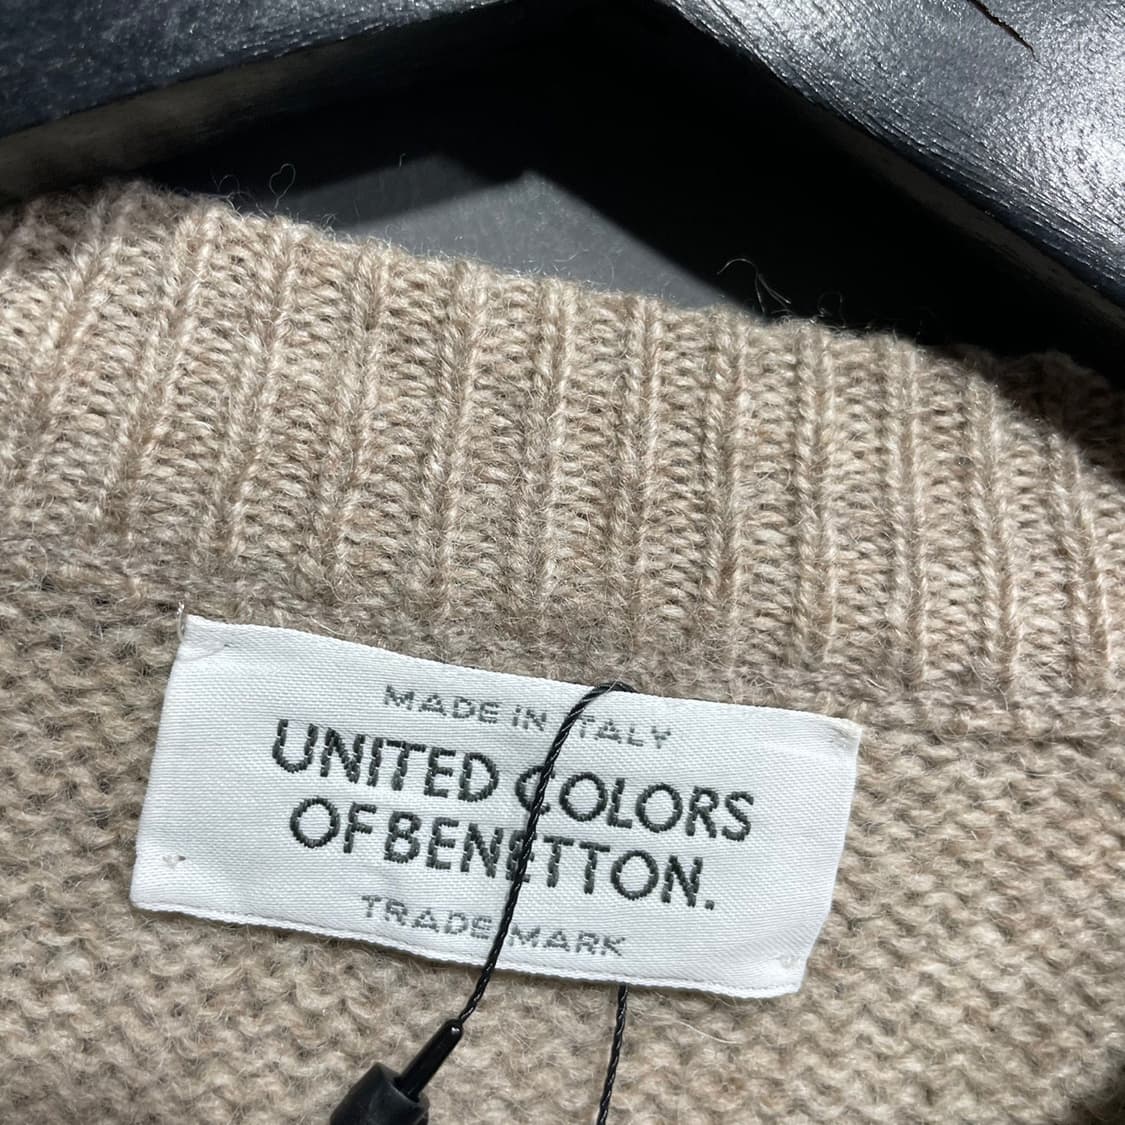 MADE IN ITALY
UNITED COLORS
OF BENETTON.
TRADE MARK